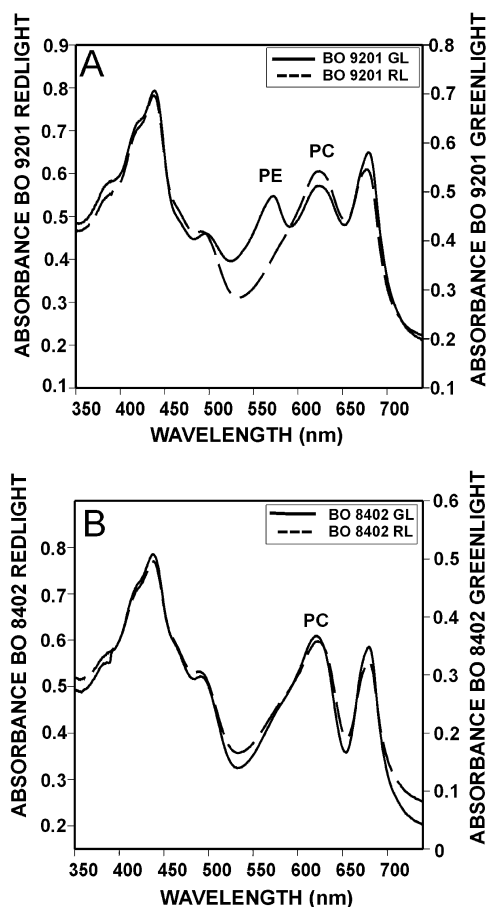 A
BO 9201 GL
BO 9201 RL
PE
PC
ABSORBANCE BO 9201 REDLIGHT
0.9
0.8
0.7
0.6
0.5
0.4
0.3
0.2
0.1
ABSORBANCE BO 9201 GREENLIGHT
0.8
0.7
0.6
0.5
0.4
0.3
0.2
0.1
350 400 450 500 550 600 650 700
WAVELENGTH (nm)
B
BO 8402 GL
BO 8402 RL
PC
ABSORBANCE BO 8402 REDLIGHT
0.8
0.7
0.6
0.5
0.4
0.3
0.2
ABSORBANCE BO 8402 GREENLIGHT
0.6
0.5
0.4
0.3
0.2
0.1
0
350 400 450 500 550 600 650 700
WAVELENGTH (nm)